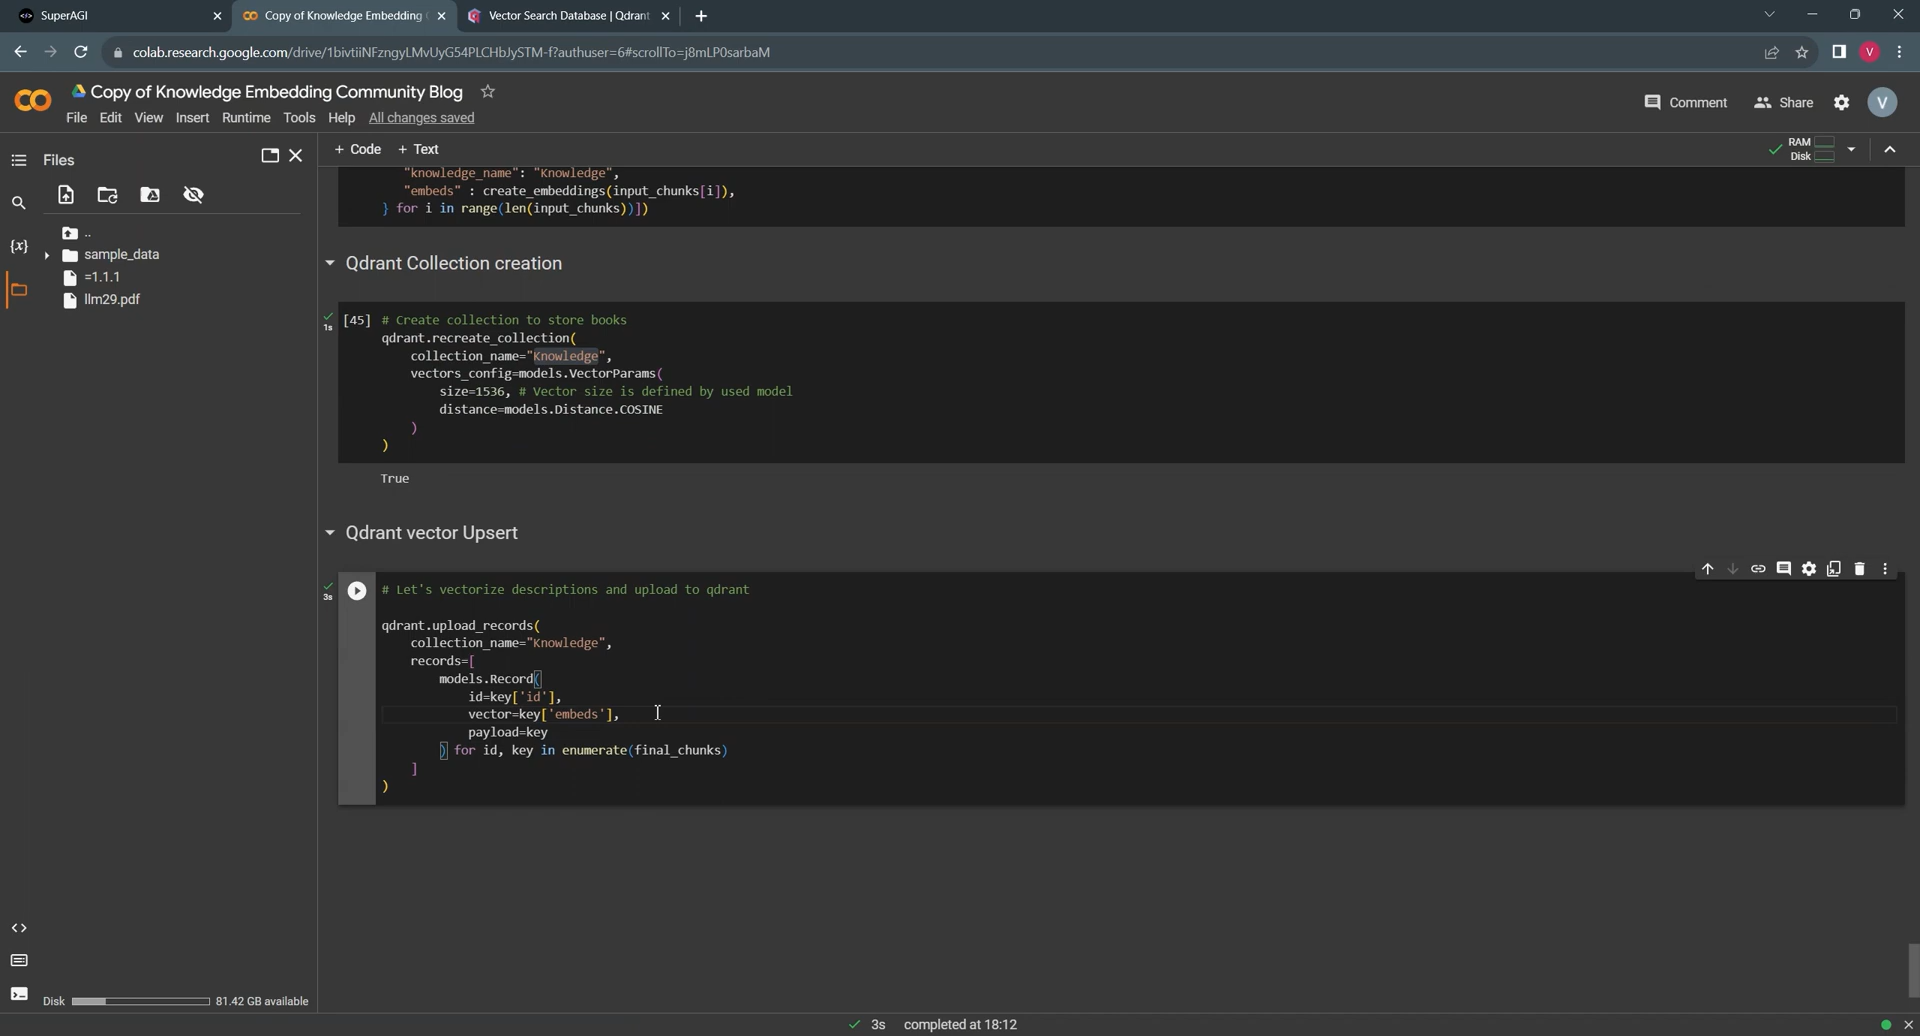 SuperAGI
Copy of Knowledge Embedding C
Vector Search Database | Qdrant
colab.research.google.com/drive/1bivtiiNFzngyLMvUyG54PLCHbJySTM-f?authuser=6#scrollTo=j8mLP0sarbaM
V
Copy of Knowledge Embedding Community Blog
File Edit View Insert Runtime Tools Help All changes saved
Comment
Share
V
Files
+ Code + Text
RAM
Disk
..
sample_data
=1.1.1
llm29.pdf
{x}
"knowledge_name": "Knowledge",
"embeds" : create_embeddings(input_chunks[i]),
} for i in range(len(input_chunks))])
Qdrant Collection creation
1s
[45] # Create collection to store books
qdrant.recreate_collection(
collection_name="Knowledge",
vectors_config=models.VectorParams(
size=1536, # Vector size is defined by used model
distance=models.Distance.COSINE
)
)
True
Qdrant vector Upsert
3s
# Let's vectorize descriptions and upload to qdrant
qdrant.upload_records(
collection_name="Knowledge",
records=[
models.Record(
id=key['id'],
vector=key['embeds'],
payload=key
) for id, key in enumerate(final_chunks)
]
)
Disk 81.42 GB available
3s completed at 18:12